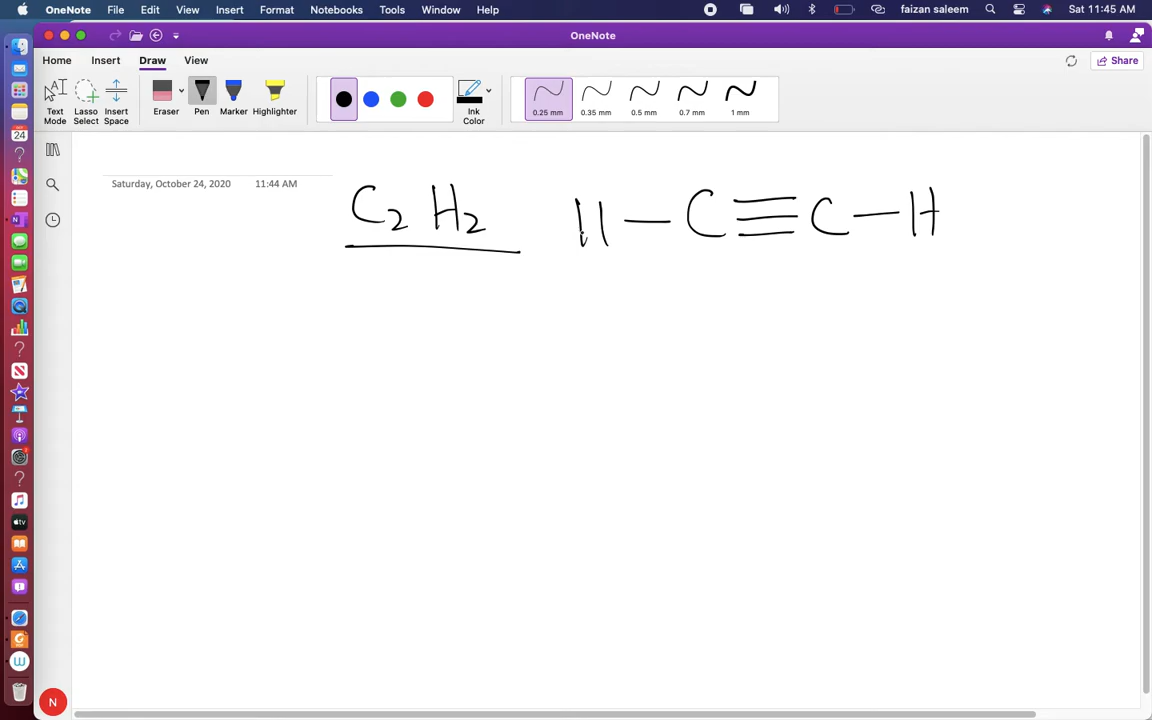 OneNote File Edit View Insert Format Notebooks Tools Window Help faizan saleem Sat 11:45 AM
OneNote
Home Insert Draw View Share
Text Mode Lasso Select Insert Space Eraser Pen Marker Highlighter Ink Color 0.25 mm 0.35 mm 0.5 mm 0.7 mm 1 mm
Saturday, October 24, 2020 11:44 AM
C₂ H₂ H — C ≡ C — H
24
tv
N